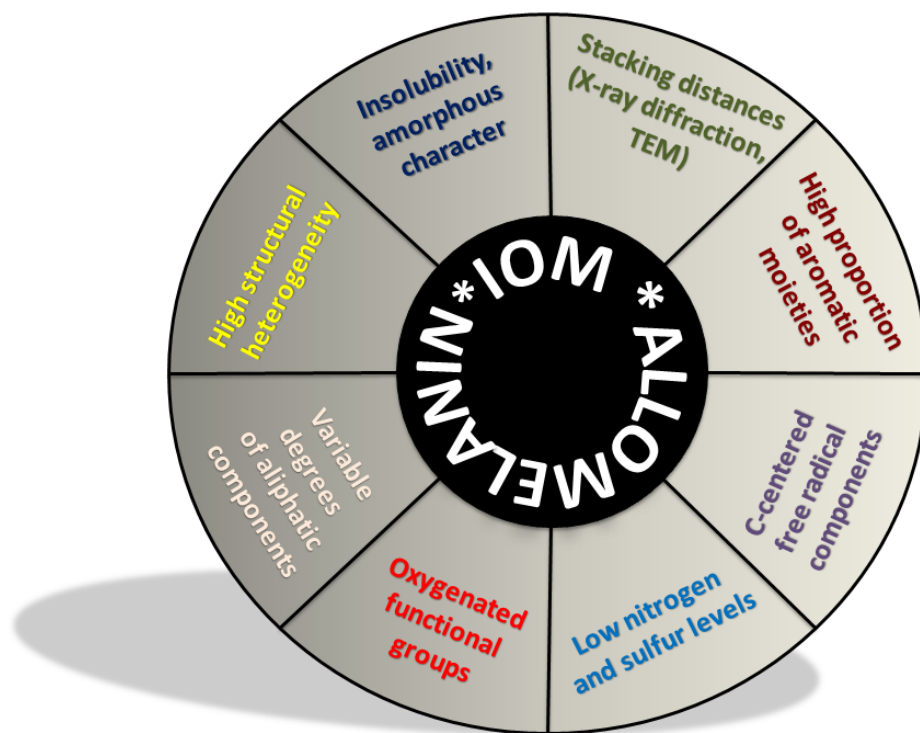 Insolubility,
amorphous
character
Stacking distances
(X-ray diffraction,
TEM)
High proportion
of aromatic
moieties
C-centered
free radical
components
Low nitrogen
and sulfur levels
Oxygenated
functional
groups
Variable
degrees
of aliphatic
components
High structural
heterogeneity
*IOM * ALLOMELANIN